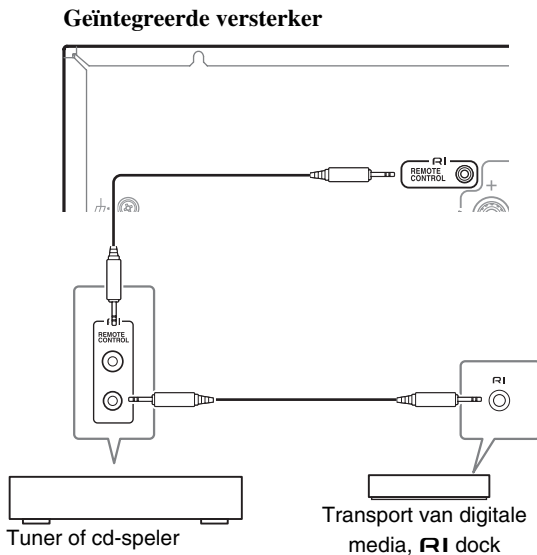 Geïntegreerde versterker
RI
REMOTE
CONTROL
+
RI
REMOTE
CONTROL
RI
Tuner of cd-speler
Transport van digitale
media, RI dock